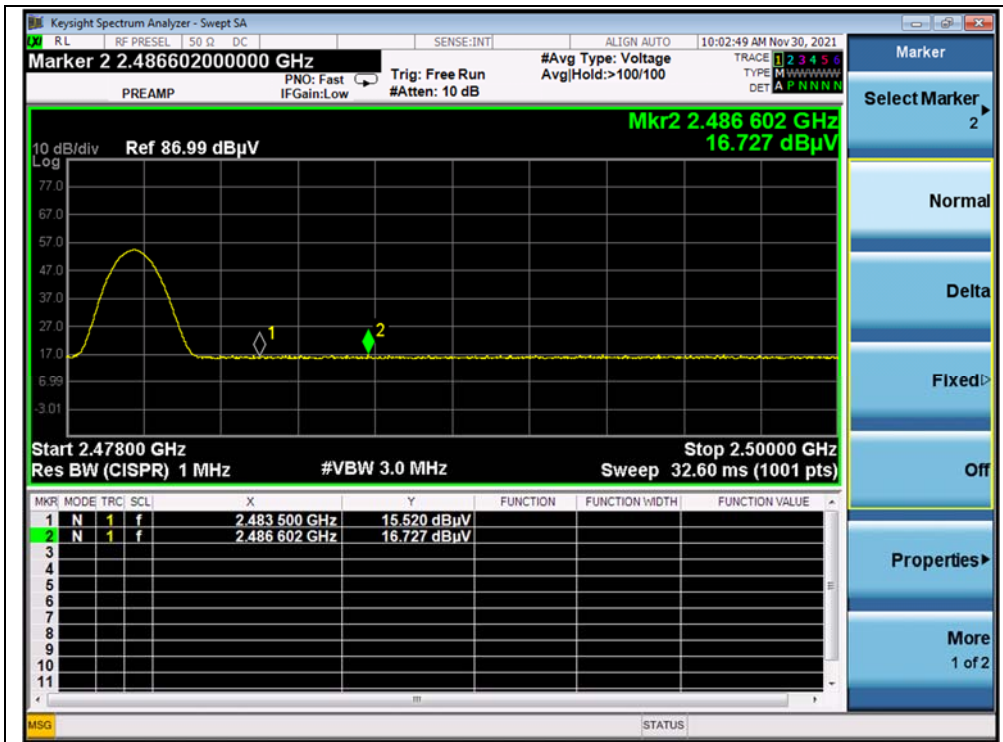 Keysight Spectrum Analyzer - Swept SA
RL RF PRESEL 50 Ω DC SENSE:INT ALIGN AUTO 10:02:49 AM Nov 30, 2021
Marker 2 2.486602000000 GHz #Avg Type: Voltage TRACE 1 2 3 4 5 6
PNO: Fast Trig: Free Run Avg|Hold:>100/100 TYPE M WWWWW
PREAMP IFGain:Low #Atten: 10 dB DET A P N N N N
Mkr2 2.486 602 GHz
10 dB/div Ref 86.99 dBµV 16.727 dBµV
Log
77.0
67.0
57.0
47.0
37.0
27.0
1 2
17.0
6.99
-3.01
Start 2.47800 GHz Stop 2.50000 GHz
Res BW (CISPR) 1 MHz #VBW 3.0 MHz Sweep 32.60 ms (1001 pts)
MKR MODE TRC SCL X Y FUNCTION FUNCTION WIDTH FUNCTION VALUE
1 N 1 f 2.483 500 GHz 15.520 dBµV
2 N 1 f 2.486 602 GHz 16.727 dBµV
3
4
5
6
7
8
9
10
11
MSG STATUS
Marker
Select Marker
2
Normal
Delta
Fixed
Off
Properties
More
1 of 2